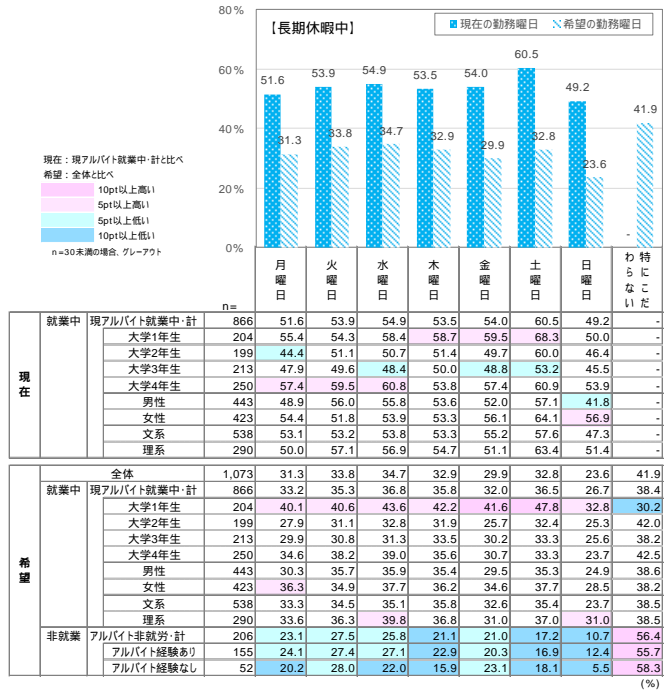 80%
【長期休暇中】
現在の勤務曜日 希望の勤務曜日
60%
40%
20%
0%
51.6 31.3
53.9 33.8
54.9 34.7
53.5 32.9
54.0 29.9
60.5 32.8
49.2 23.6
- 41.9
現在：現アルバイト就業中・計と比べ
希望：全体と比べ
10pt以上高い
5pt以上高い
5pt以上低い
10pt以上低い
n=30未満の場合、グレーアウト
n= 月曜日 火曜日 水曜日 木曜日 金曜日 土曜日 日曜日 特にこだわらない
現在
就業中 現アルバイト就業中・計 866 51.6 53.9 54.9 53.5 54.0 60.5 49.2 -
大学1年生 204 55.4 54.3 58.4 58.7 59.5 68.3 50.0 -
大学2年生 199 44.4 51.1 50.7 51.4 49.7 60.0 46.4 -
大学3年生 213 47.9 49.6 48.4 50.0 48.8 53.2 45.5 -
大学4年生 250 57.4 59.5 60.8 53.8 57.4 60.9 53.9 -
男性 443 48.9 56.0 55.8 53.6 52.0 57.1 41.8 -
女性 423 54.4 51.8 53.9 53.3 56.1 64.1 56.9 -
文系 538 53.1 53.2 53.8 53.3 55.2 57.6 47.3 -
理系 290 50.0 57.1 56.9 54.7 51.1 63.4 51.4 -
希望
全体 1,073 31.3 33.8 34.7 32.9 29.9 32.8 23.6 41.9
就業中 現アルバイト就業中・計 866 33.2 35.3 36.8 35.8 32.0 36.5 26.7 38.4
大学1年生 204 40.1 40.6 43.6 42.2 41.6 47.8 32.8 30.2
大学2年生 199 27.9 31.1 32.8 31.9 25.7 32.4 25.3 42.0
大学3年生 213 29.9 30.8 31.3 33.5 30.2 33.3 25.6 38.2
大学4年生 250 34.6 38.2 39.0 35.6 30.7 33.3 23.7 42.5
男性 443 30.3 35.7 35.9 35.4 29.5 35.3 24.9 38.6
女性 423 36.3 34.9 37.7 36.2 34.6 37.7 28.5 38.2
文系 538 33.3 34.5 35.1 35.8 32.6 35.4 23.7 38.5
理系 290 33.6 36.3 39.8 36.8 31.0 37.0 31.0 38.5
非就業 アルバイト非就労・計 206 23.1 27.5 25.8 21.1 21.0 17.2 10.7 56.4
アルバイト経験あり 155 24.1 27.4 27.1 22.9 20.3 16.9 12.4 55.7
アルバイト経験なし 52 20.2 28.0 22.0 15.9 23.1 18.1 5.5 58.3
(%)